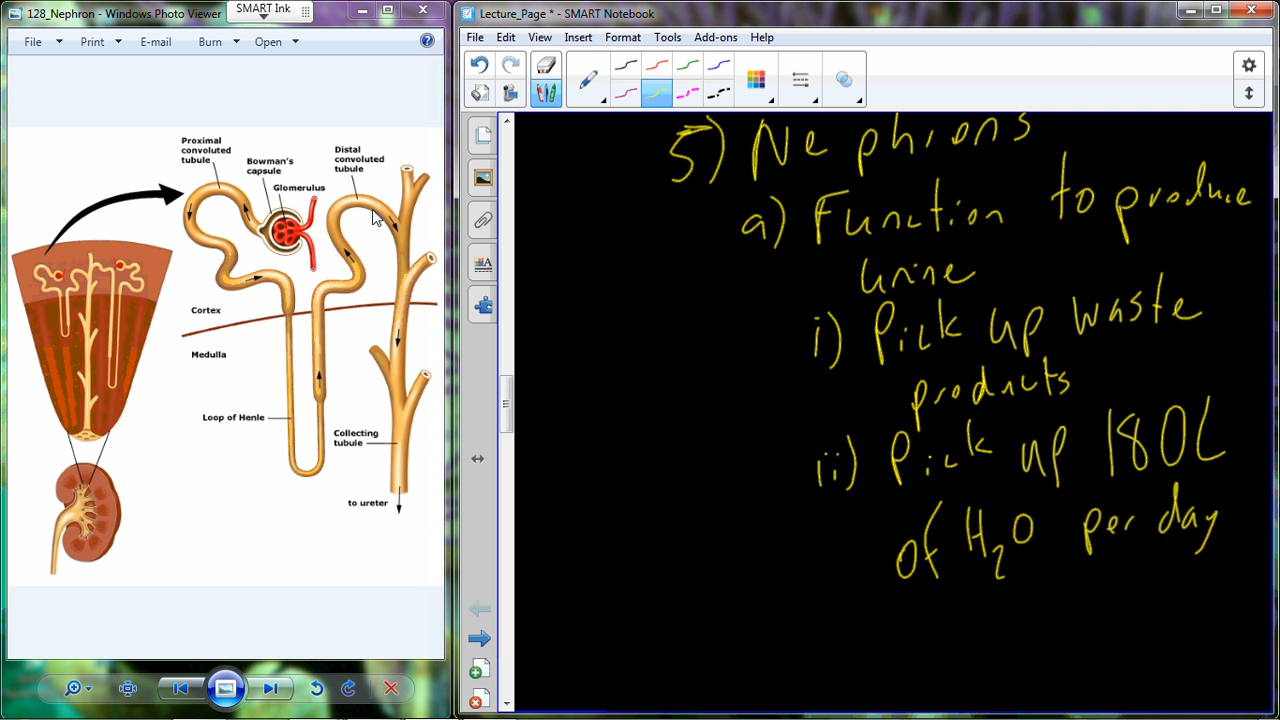 128_Nephron - Windows Photo Viewer
SMART Ink
File Print E-mail Burn Open
Proximal
convoluted
tubule
Bowman's
capsule
Glomerulus
Distal
convoluted
tubule
Cortex
Medulla
Loop of Henle
Collecting
tubule
to ureter
Lecture_Page * - SMART Notebook
File Edit View Insert Format Tools Add-ons Help
5) Nephrons
a) Function to produce
urine
i) Pick up waste
products
ii) Pick up 180L
of H₂O per day